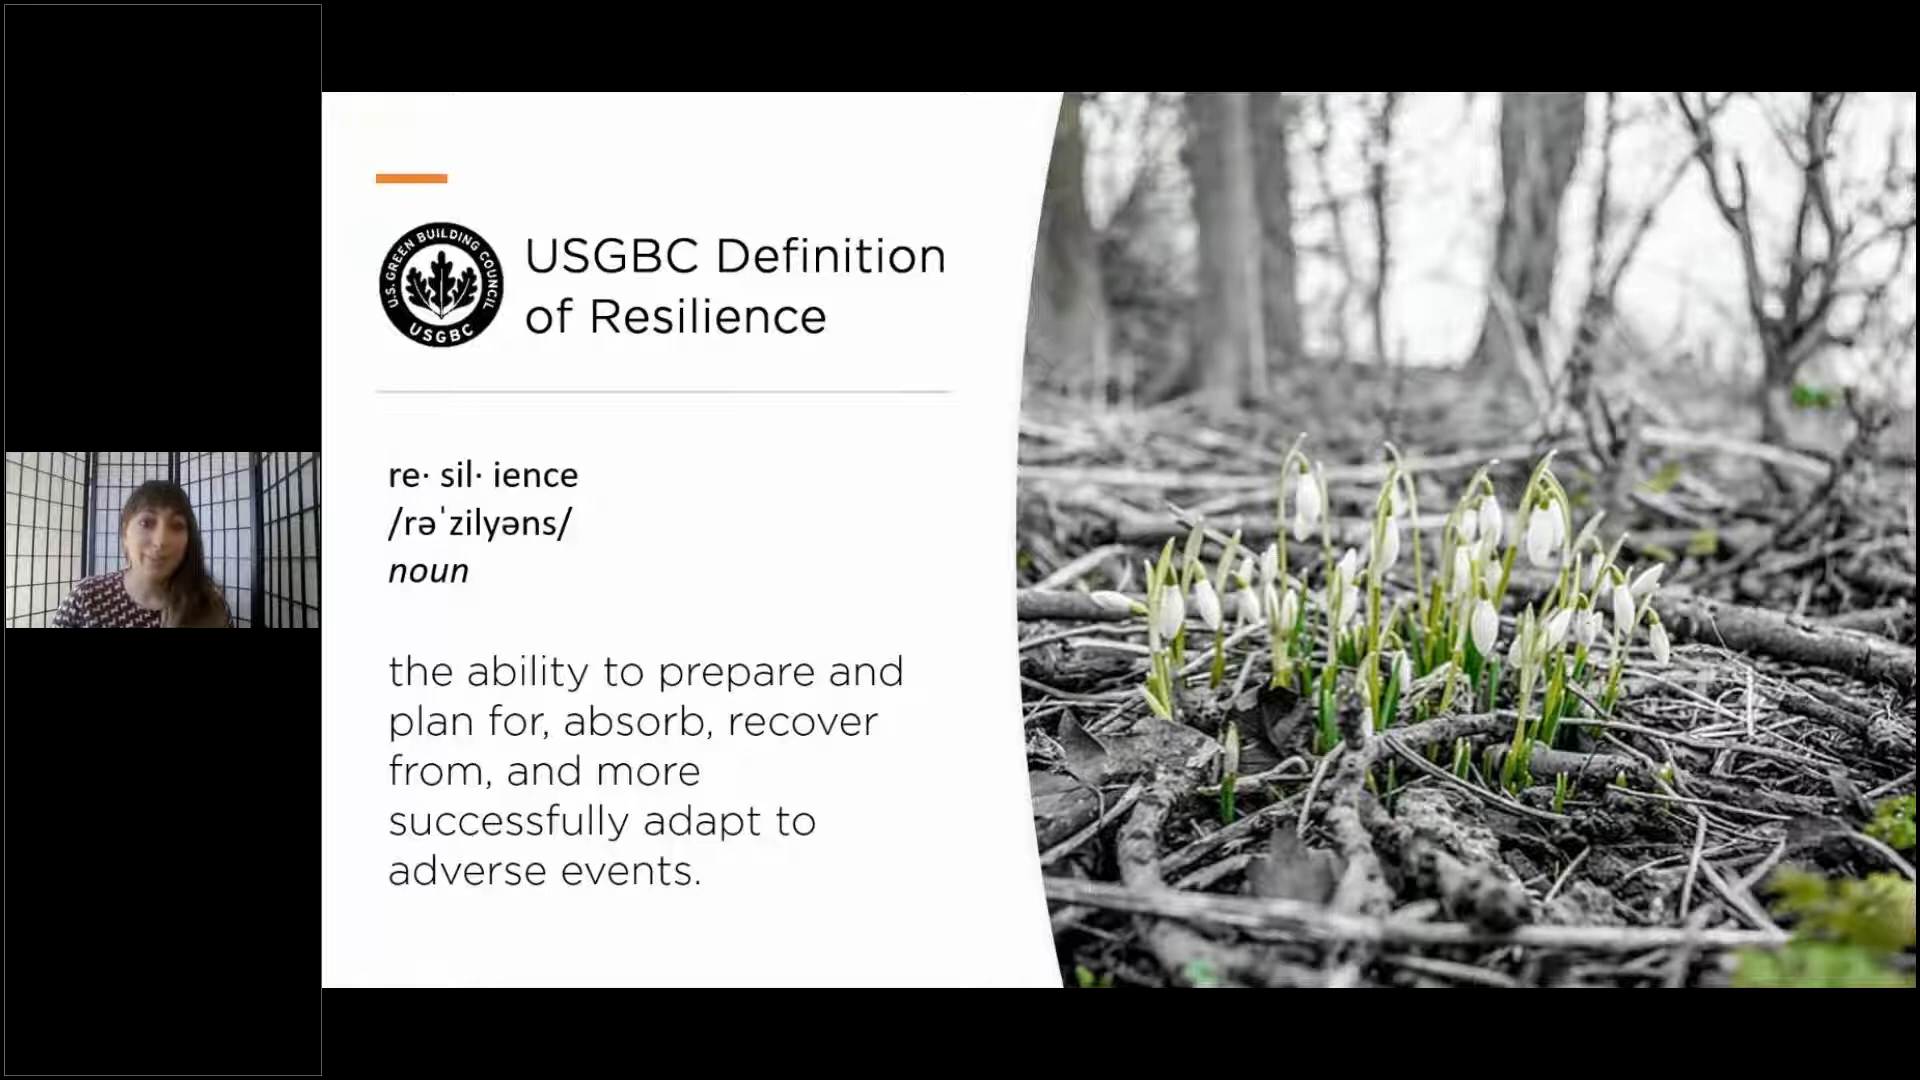 U.S. GREEN BUILDING COUNCIL
USGBC
USGBC Definition
of Resilience
re· sil· ience
/rəˈzilyəns/
noun
the ability to prepare and
plan for, absorb, recover
from, and more
successfully adapt to
adverse events.